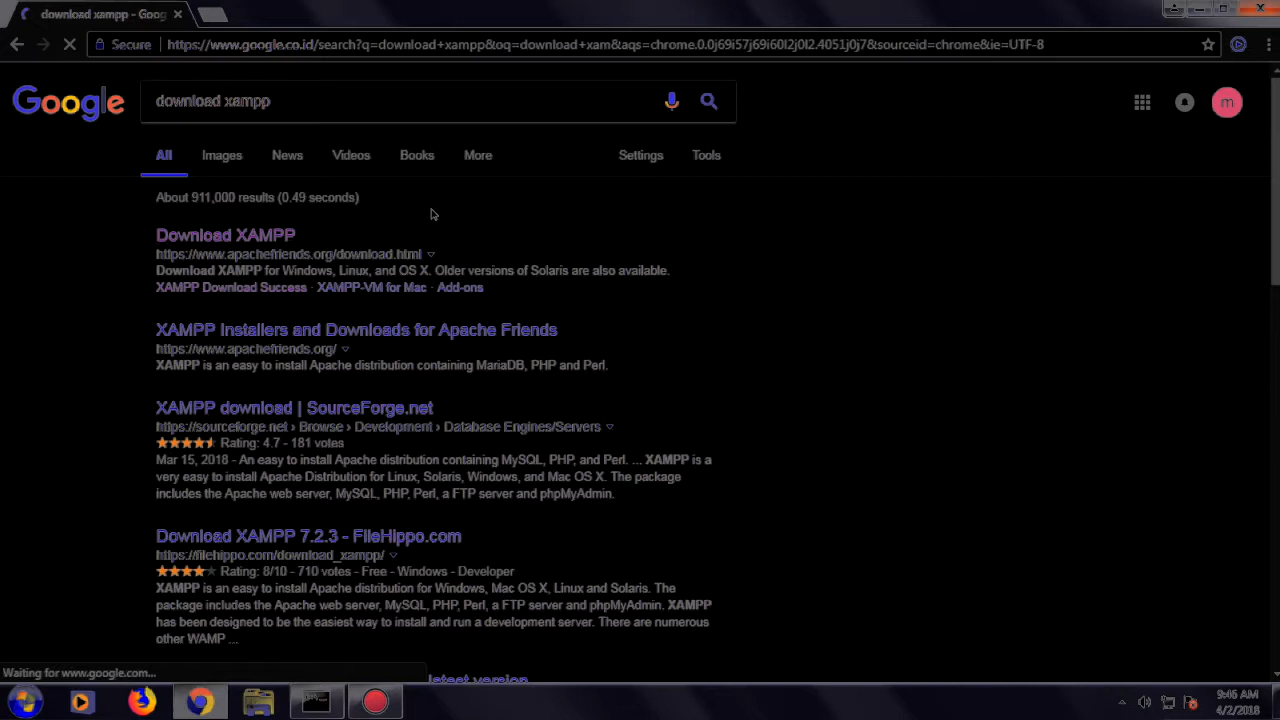 download xampp - Goog
Secure
https://www.google.co.id/search?q=download+xampp&oq=download+xam&aqs=chrome.0.0j69i57j69i60l2j0l2.4051j0j7&sourceid=chrome&ie=UTF-8
Google
download xampp
m
All Images News Videos Books More Settings Tools
About 911,000 results (0.49 seconds)
Download XAMPP
https://www.apachefriends.org/download.html
Download XAMPP for Windows, Linux, and OS X. Older versions of Solaris are also available.
XAMPP Download Success · XAMPP-VM for Mac · Add-ons
XAMPP Installers and Downloads for Apache Friends
https://www.apachefriends.org/
XAMPP is an easy to install Apache distribution containing MariaDB, PHP and Perl.
XAMPP download | SourceForge.net
https://sourceforge.net › Browse › Development › Database Engines/Servers
Rating: 4.7 - 181 votes
Mar 15, 2018 - An easy to install Apache distribution containing MySQL, PHP, and Perl. ... XAMPP is a
very easy to install Apache Distribution for Linux, Solaris, Windows, and Mac OS X. The package
includes the Apache web server, MySQL, PHP, Perl, a FTP server and phpMyAdmin.
Download XAMPP 7.2.3 - FileHippo.com
https://filehippo.com/download_xampp/
Rating: 8/10 - 710 votes - Free - Windows - Developer
XAMPP is an easy to install Apache distribution for Windows, Mac OS X, Linux and Solaris. The
package includes the Apache web server, MySQL, PHP, Perl, a FTP server and phpMyAdmin. XAMPP
has been designed to be the easiest way to install and run a development server. There are numerous
other WAMP ...
latest version
Waiting for www.google.com...
9:46 AM
4/2/2018